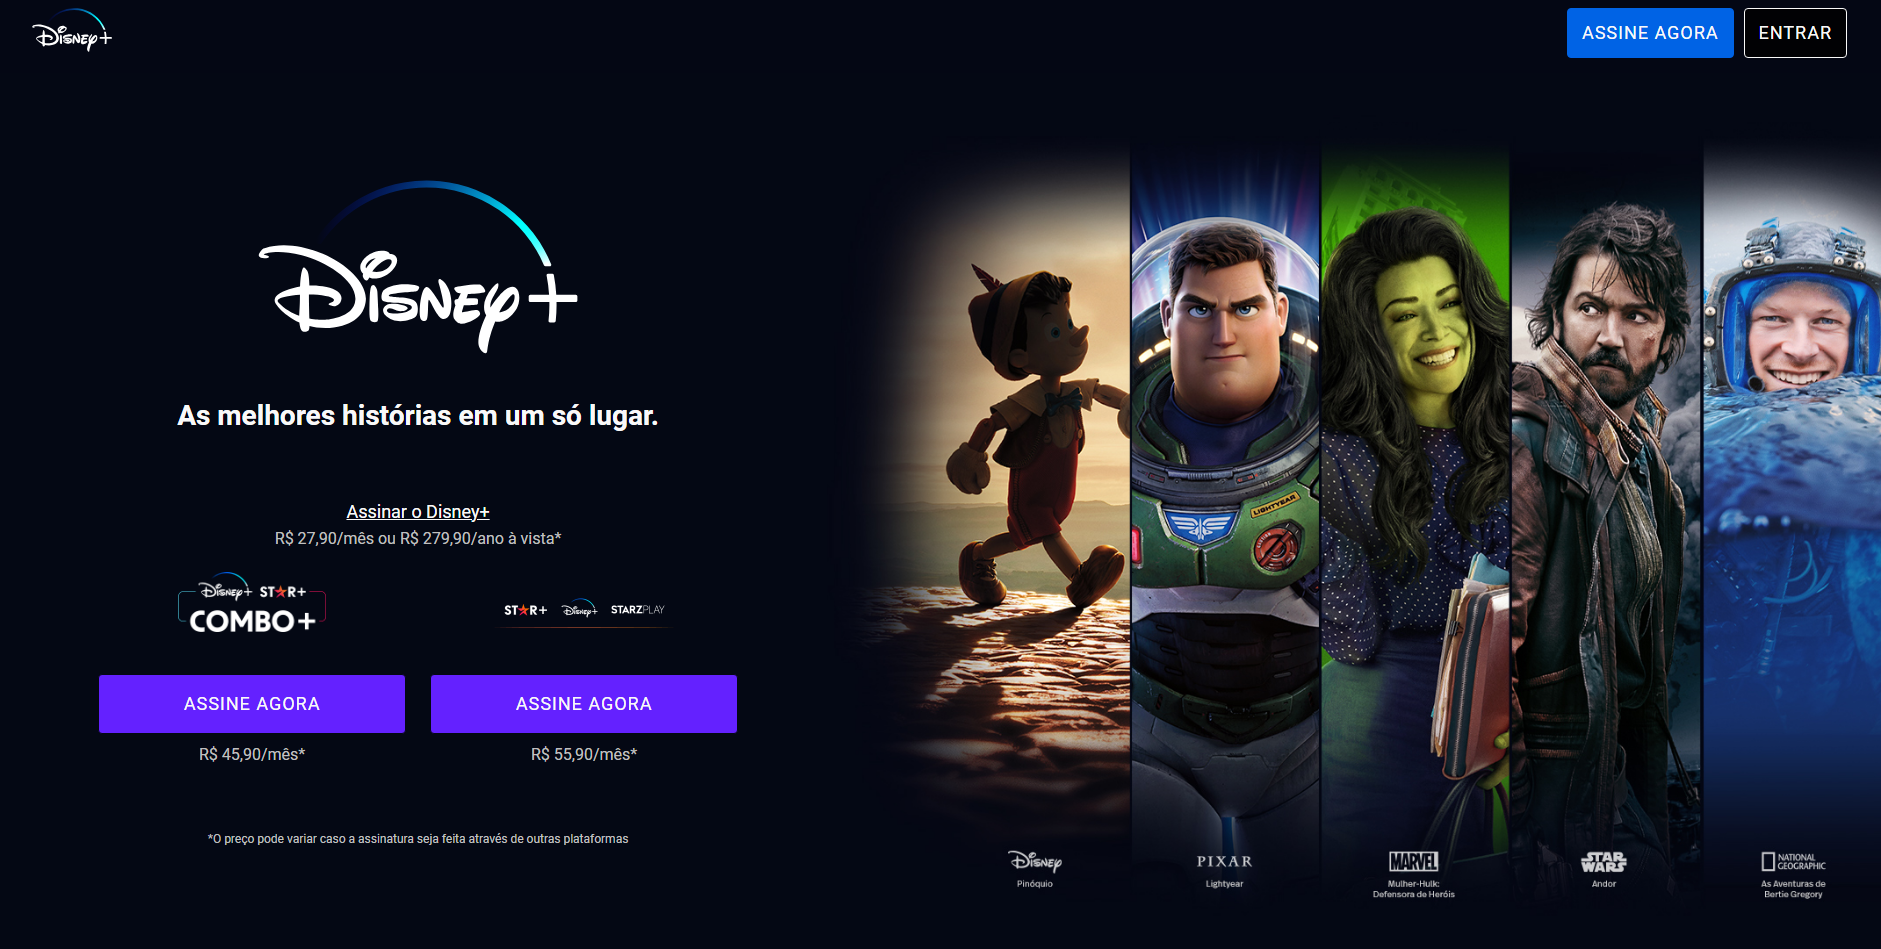 Disney+
ASSINE AGORA
ENTRAR
Disney+
As melhores histórias em um só lugar.
Assinar o Disney+
R$ 27,90/mês ou R$ 279,90/ano à vista*
Disney+ STAR+
COMBO+
STAR+ Disney+ STARZPLAY
ASSINE AGORA
ASSINE AGORA
R$ 45,90/mês*
R$ 55,90/mês*
*O preço pode variar caso a assinatura seja feita através de outras plataformas
LIGHTYEAR
Disney
Pinóquio
PIXAR
Lightyear
MARVEL
Mulher-Hulk:
Defensora de Heróis
STAR
WARS
Andor
NATIONAL
GEOGRAPHIC
As Aventuras de
Bertie Gregory